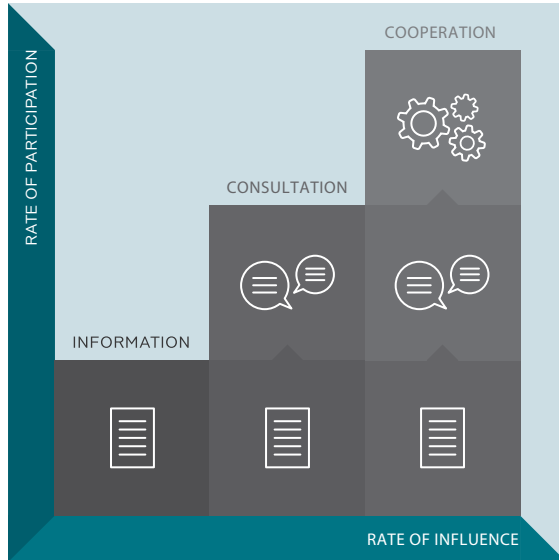 COOPERATION
RATE OF PARTICIPATION
CONSULTATION
INFORMATION
RATE OF INFLUENCE